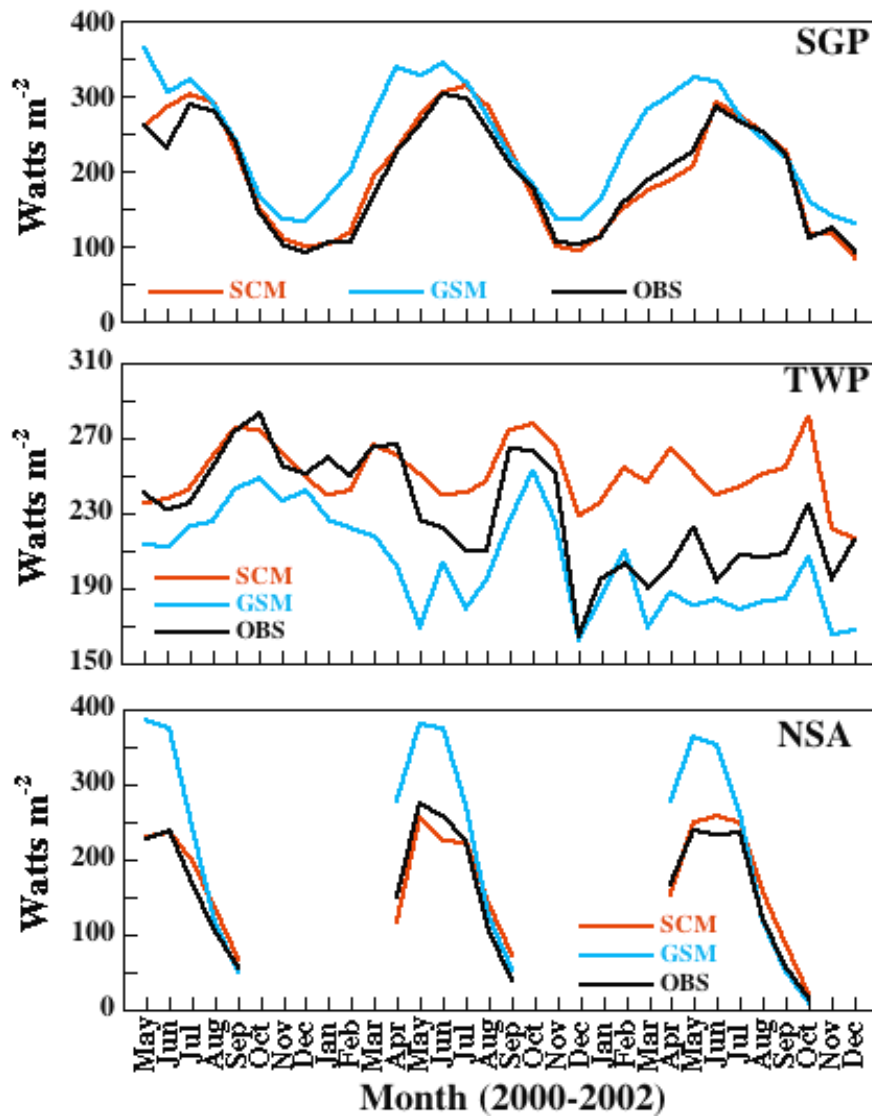 400
300
200
100
0
Watts m-2
SGP
SCM GSM OBS
310
270
230
190
150
Watts m-2
TWP
SCM
GSM
OBS
400
300
200
100
0
Watts m-2
NSA
SCM
GSM
OBS
May Jun Jul Aug Sep Oct Nov Dec Jan Feb Mar Apr May Jun Jul Aug Sep Oct Nov Dec Jan Feb Mar Apr May Jun Jul Aug Sep Oct Nov Dec
Month (2000-2002)